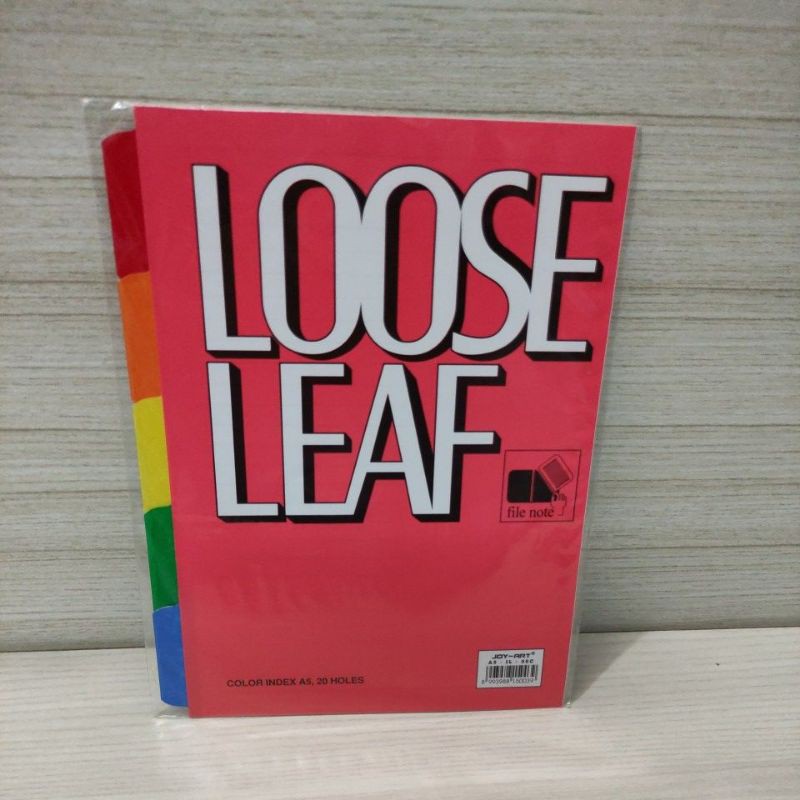 LOOSE
LEAF
file note
JOY-ART®
COLOR INDEX A5, 20 HOLES